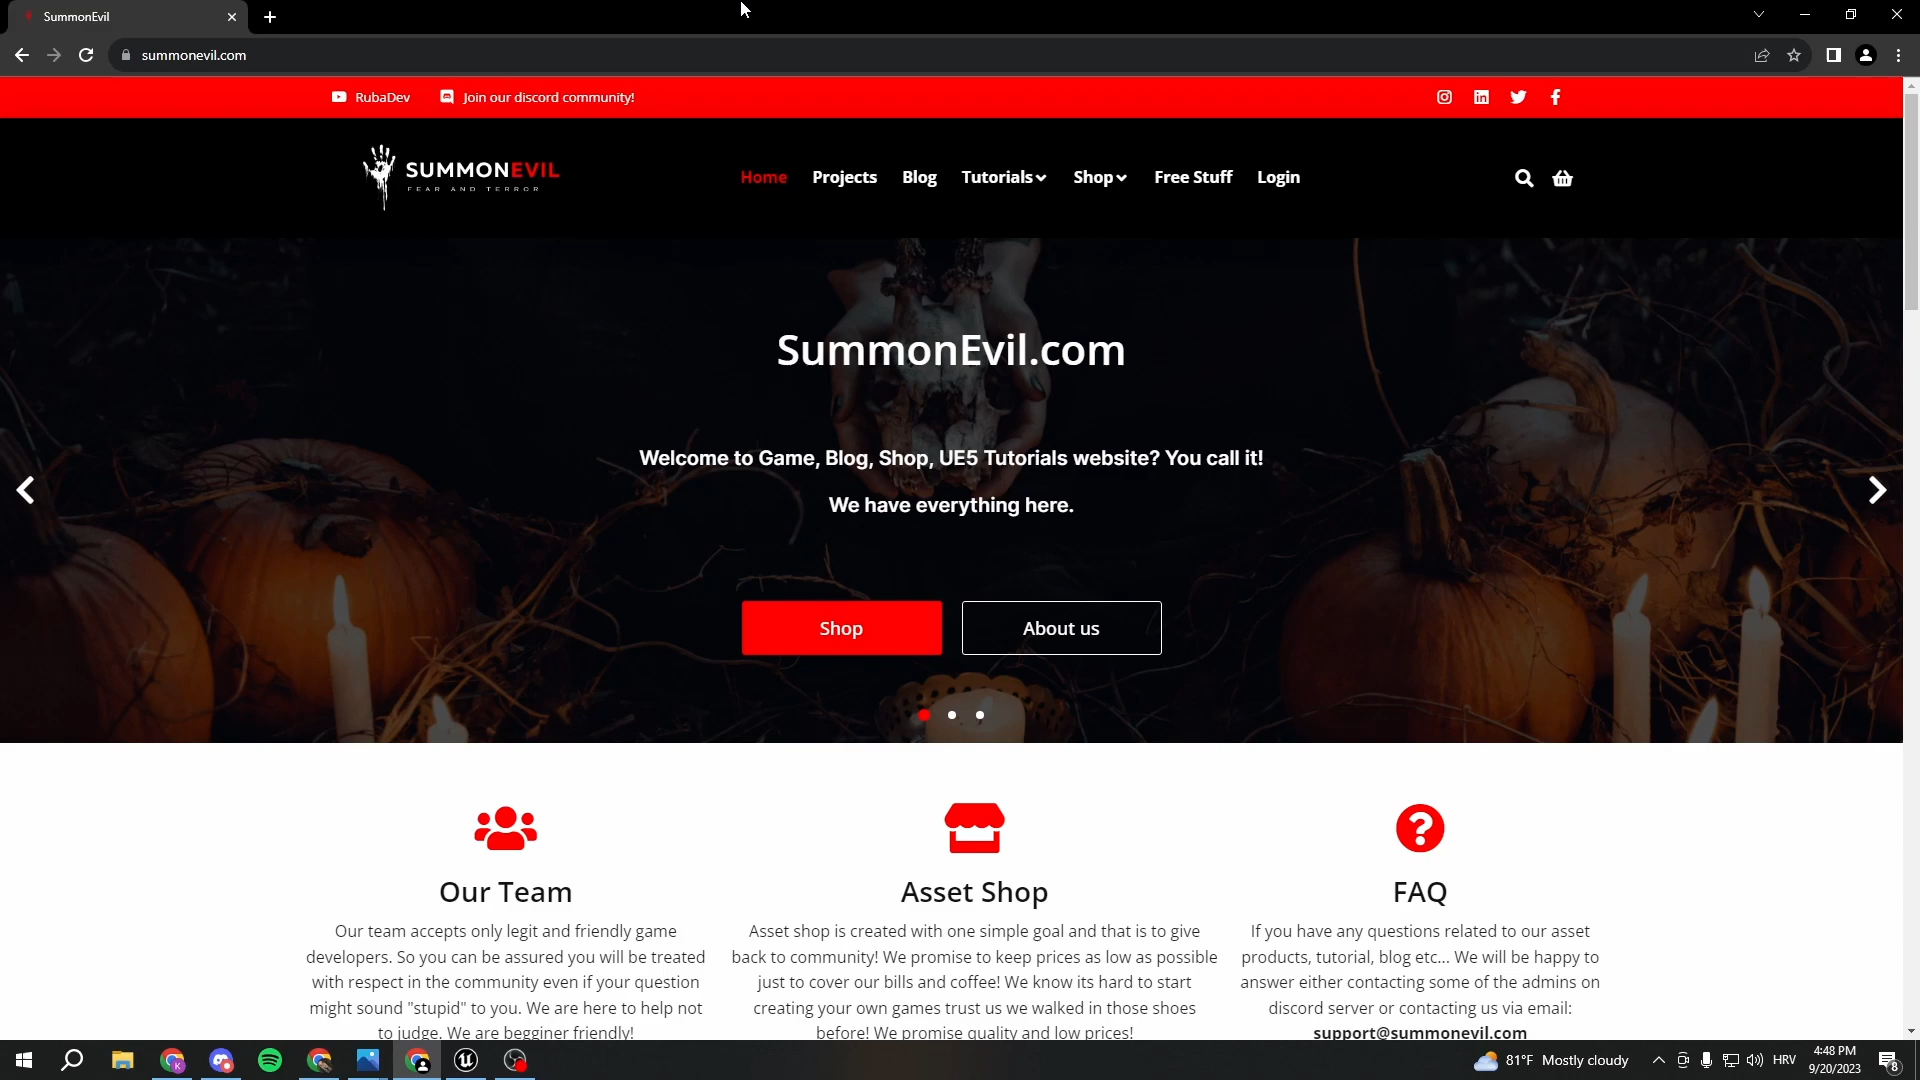 SummonEvil
summonevil.com
RubaDev Join our discord community!
SUMMONEVIL
FEAR AND TERROR
Home Projects Blog Tutorials Shop Free Stuff Login
SummonEvil.com
Welcome to Game, Blog, Shop, UE5 Tutorials website? You call it!
We have everything here.
Shop About us
Our Team
Our team accepts only legit and friendly game
developers. So you can be assured you will be treated
with respect in the community even if your question
might sound "stupid" to you. We are here to help not
to judge. We are begginer friendly!
Asset Shop
Asset shop is created with one simple goal and that is to give
back to community! We promise to keep prices as low as possible
just to cover our bills and coffee! We know its hard to start
creating your own games trust us we walked in those shoes
before! We promise quality and low prices!
FAQ
If you have any questions related to our asset
products, tutorial, blog etc... We will be happy to
answer either contacting some of the admins on
discord server or contacting us via email:
support@summonevil.com
81°F Mostly cloudy HRV 4:48 PM
9/20/2023
8